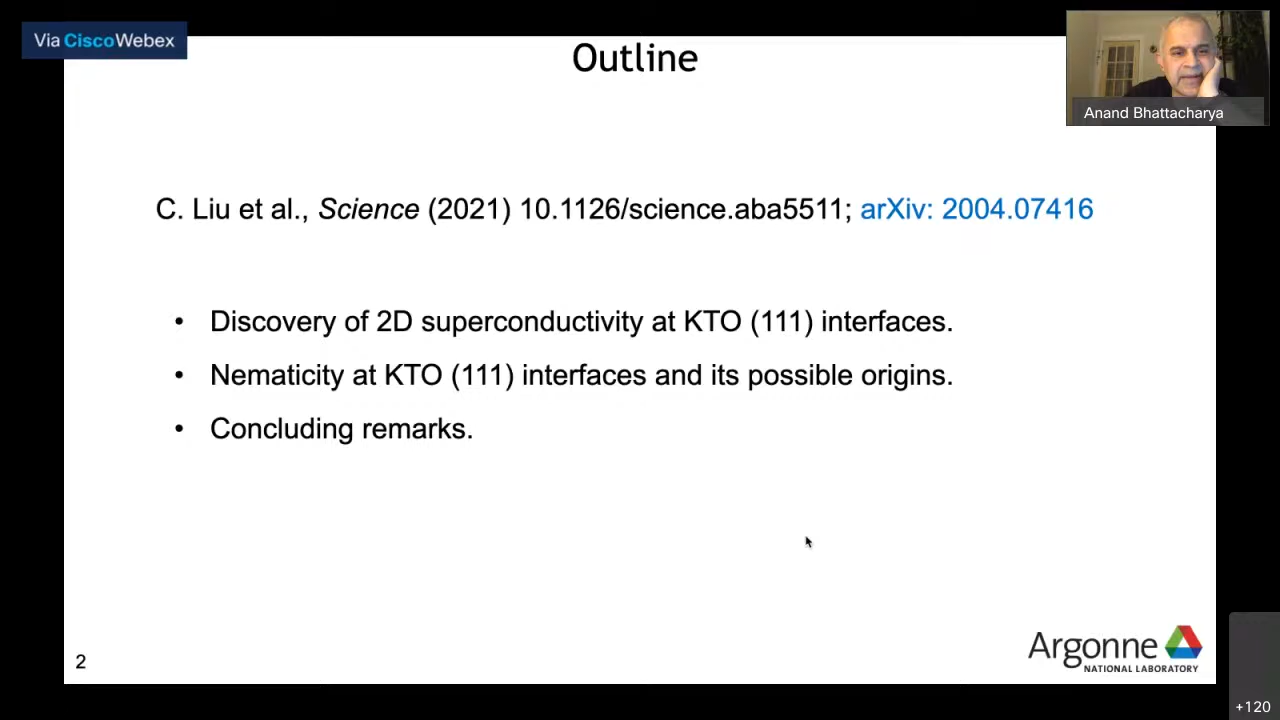 Via CiscoWebex
Outline
Anand Bhattacharya
C. Liu et al., Science (2021) 10.1126/science.aba5511; arXiv: 2004.07416
• Discovery of 2D superconductivity at KTO (111) interfaces.
• Nematicity at KTO (111) interfaces and its possible origins.
• Concluding remarks.
Argonne
NATIONAL LABORATORY
2
+120